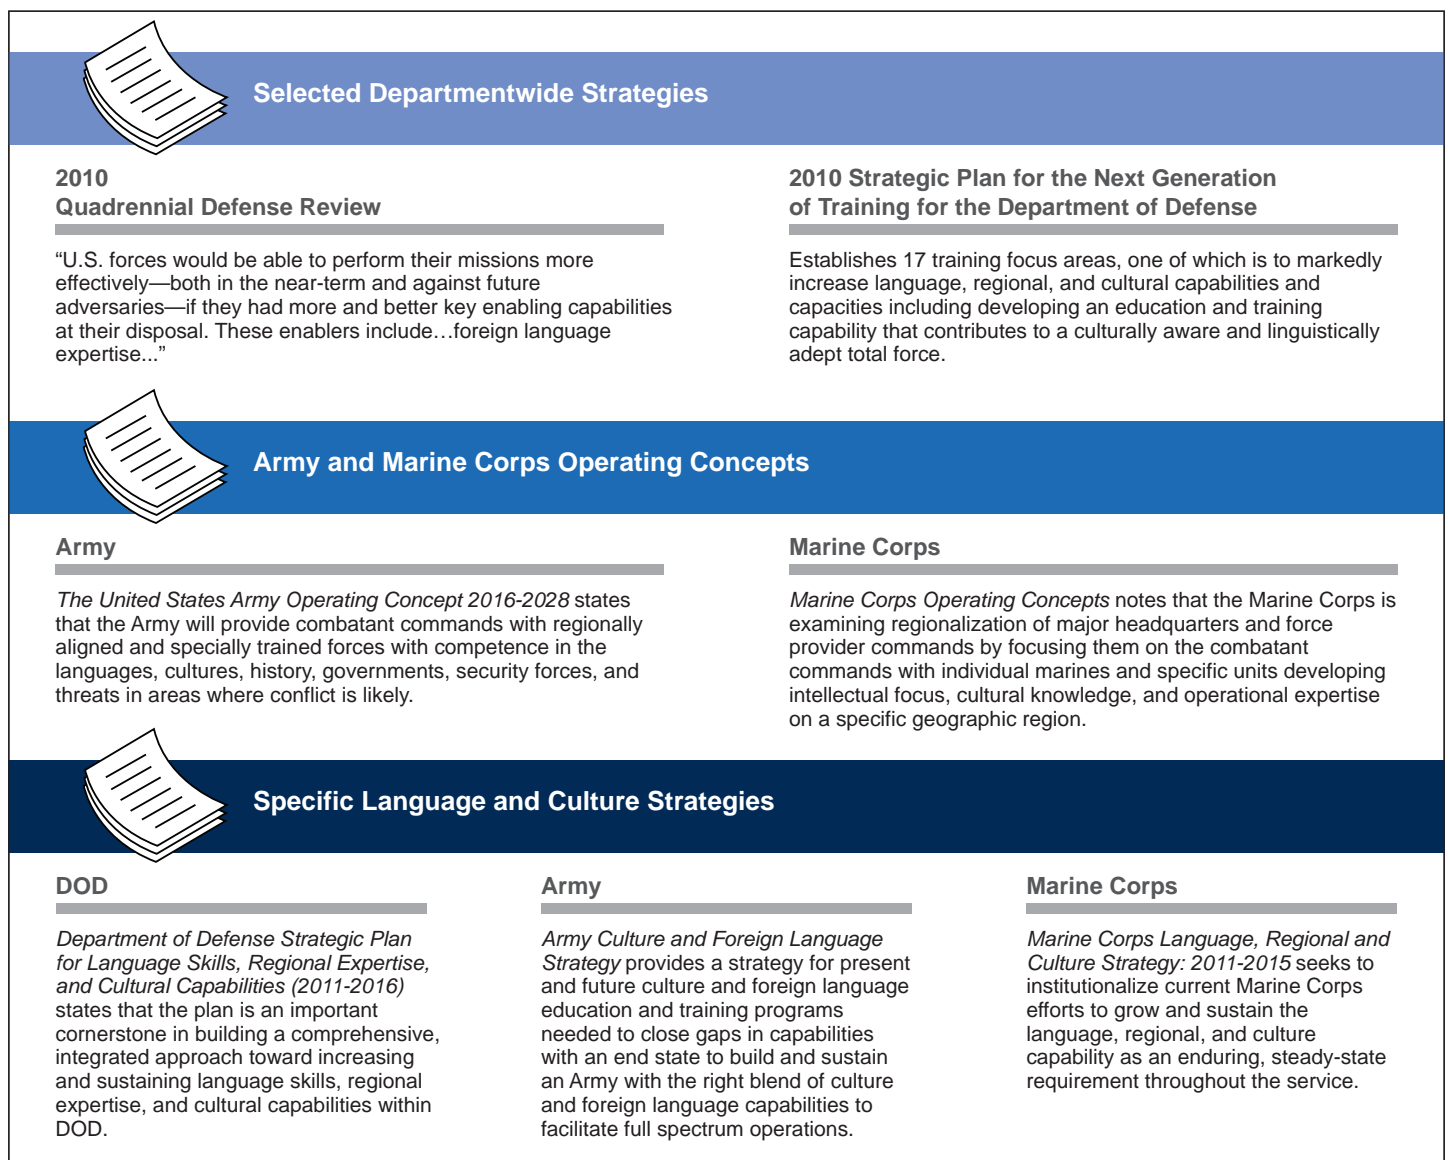 Selected Departmentwide Strategies
2010
Quadrennial Defense Review
“U.S. forces would be able to perform their missions more
effectively—both in the near-term and against future
adversaries—if they had more and better key enabling capabilities
at their disposal. These enablers include…foreign language
expertise...”
2010 Strategic Plan for the Next Generation
of Training for the Department of Defense
Establishes 17 training focus areas, one of which is to markedly
increase language, regional, and cultural capabilities and
capacities including developing an education and training
capability that contributes to a culturally aware and linguistically
adept total force.
Army and Marine Corps Operating Concepts
Army
The United States Army Operating Concept 2016-2028 states
that the Army will provide combatant commands with regionally
aligned and specially trained forces with competence in the
languages, cultures, history, governments, security forces, and
threats in areas where conflict is likely.
Marine Corps
Marine Corps Operating Concepts notes that the Marine Corps is
examining regionalization of major headquarters and force
provider commands by focusing them on the combatant
commands with individual marines and specific units developing
intellectual focus, cultural knowledge, and operational expertise
on a specific geographic region.
Specific Language and Culture Strategies
DOD
Department of Defense Strategic Plan
for Language Skills, Regional Expertise,
and Cultural Capabilities (2011-2016)
states that the plan is an important
cornerstone in building a comprehensive,
integrated approach toward increasing
and sustaining language skills, regional
expertise, and cultural capabilities within
DOD.
Army
Army Culture and Foreign Language
Strategy provides a strategy for present
and future culture and foreign language
education and training programs
needed to close gaps in capabilities
with an end state to build and sustain
an Army with the right blend of culture
and foreign language capabilities to
facilitate full spectrum operations.
Marine Corps
Marine Corps Language, Regional and
Culture Strategy: 2011-2015 seeks to
institutionalize current Marine Corps
efforts to grow and sustain the
language, regional, and culture
capability as an enduring, steady-state
requirement throughout the service.